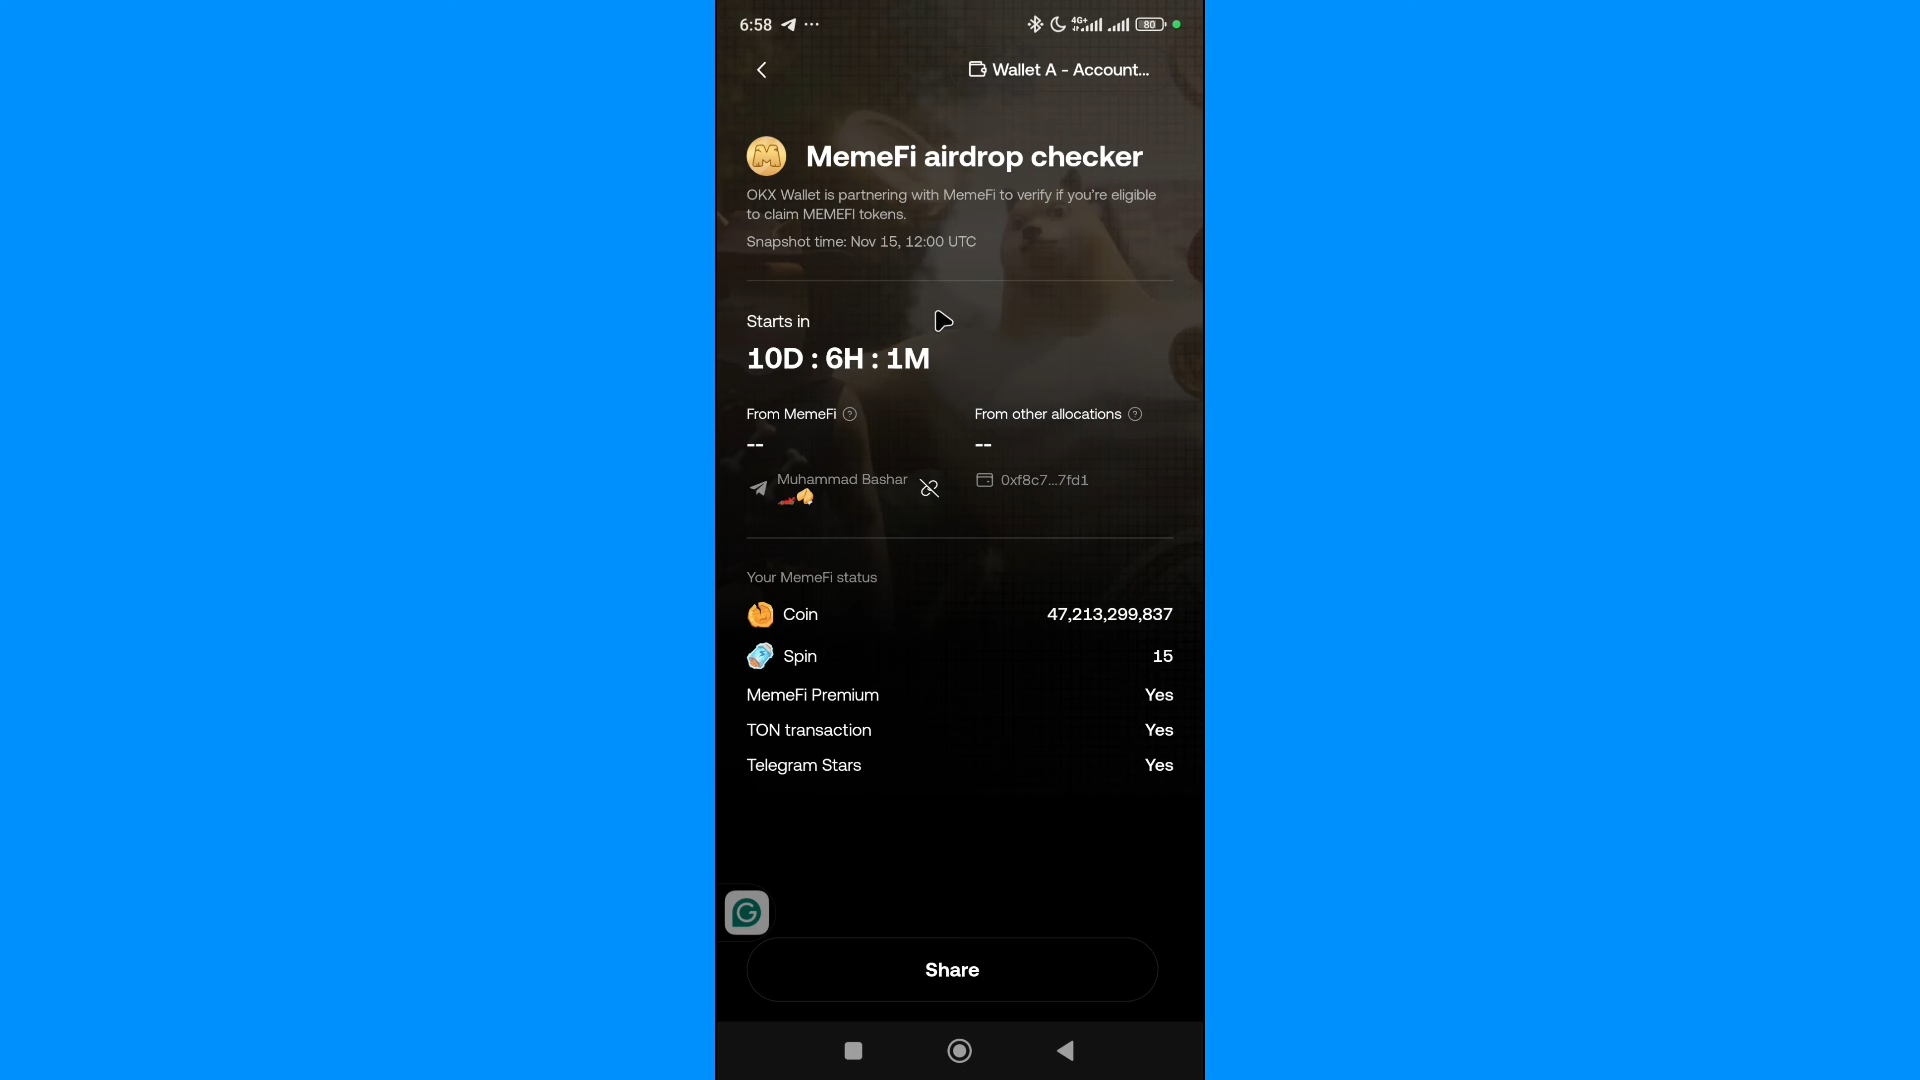 6:58 ... 4G+ 80
Wallet A - Account...
MemeFi airdrop checker
OKX Wallet is partnering with MemeFi to verify if you're eligible
to claim MEMEFI tokens.
Snapshot time: Nov 15, 12:00 UTC
Starts in
10D : 6H : 1M
From MemeFi ? From other allocations ?
-- --
Muhammad Bashar 0xf8c7...7fd1
Your MemeFi status
Coin 47,213,299,837
Spin 15
MemeFi Premium Yes
TON transaction Yes
Telegram Stars Yes
G
Share